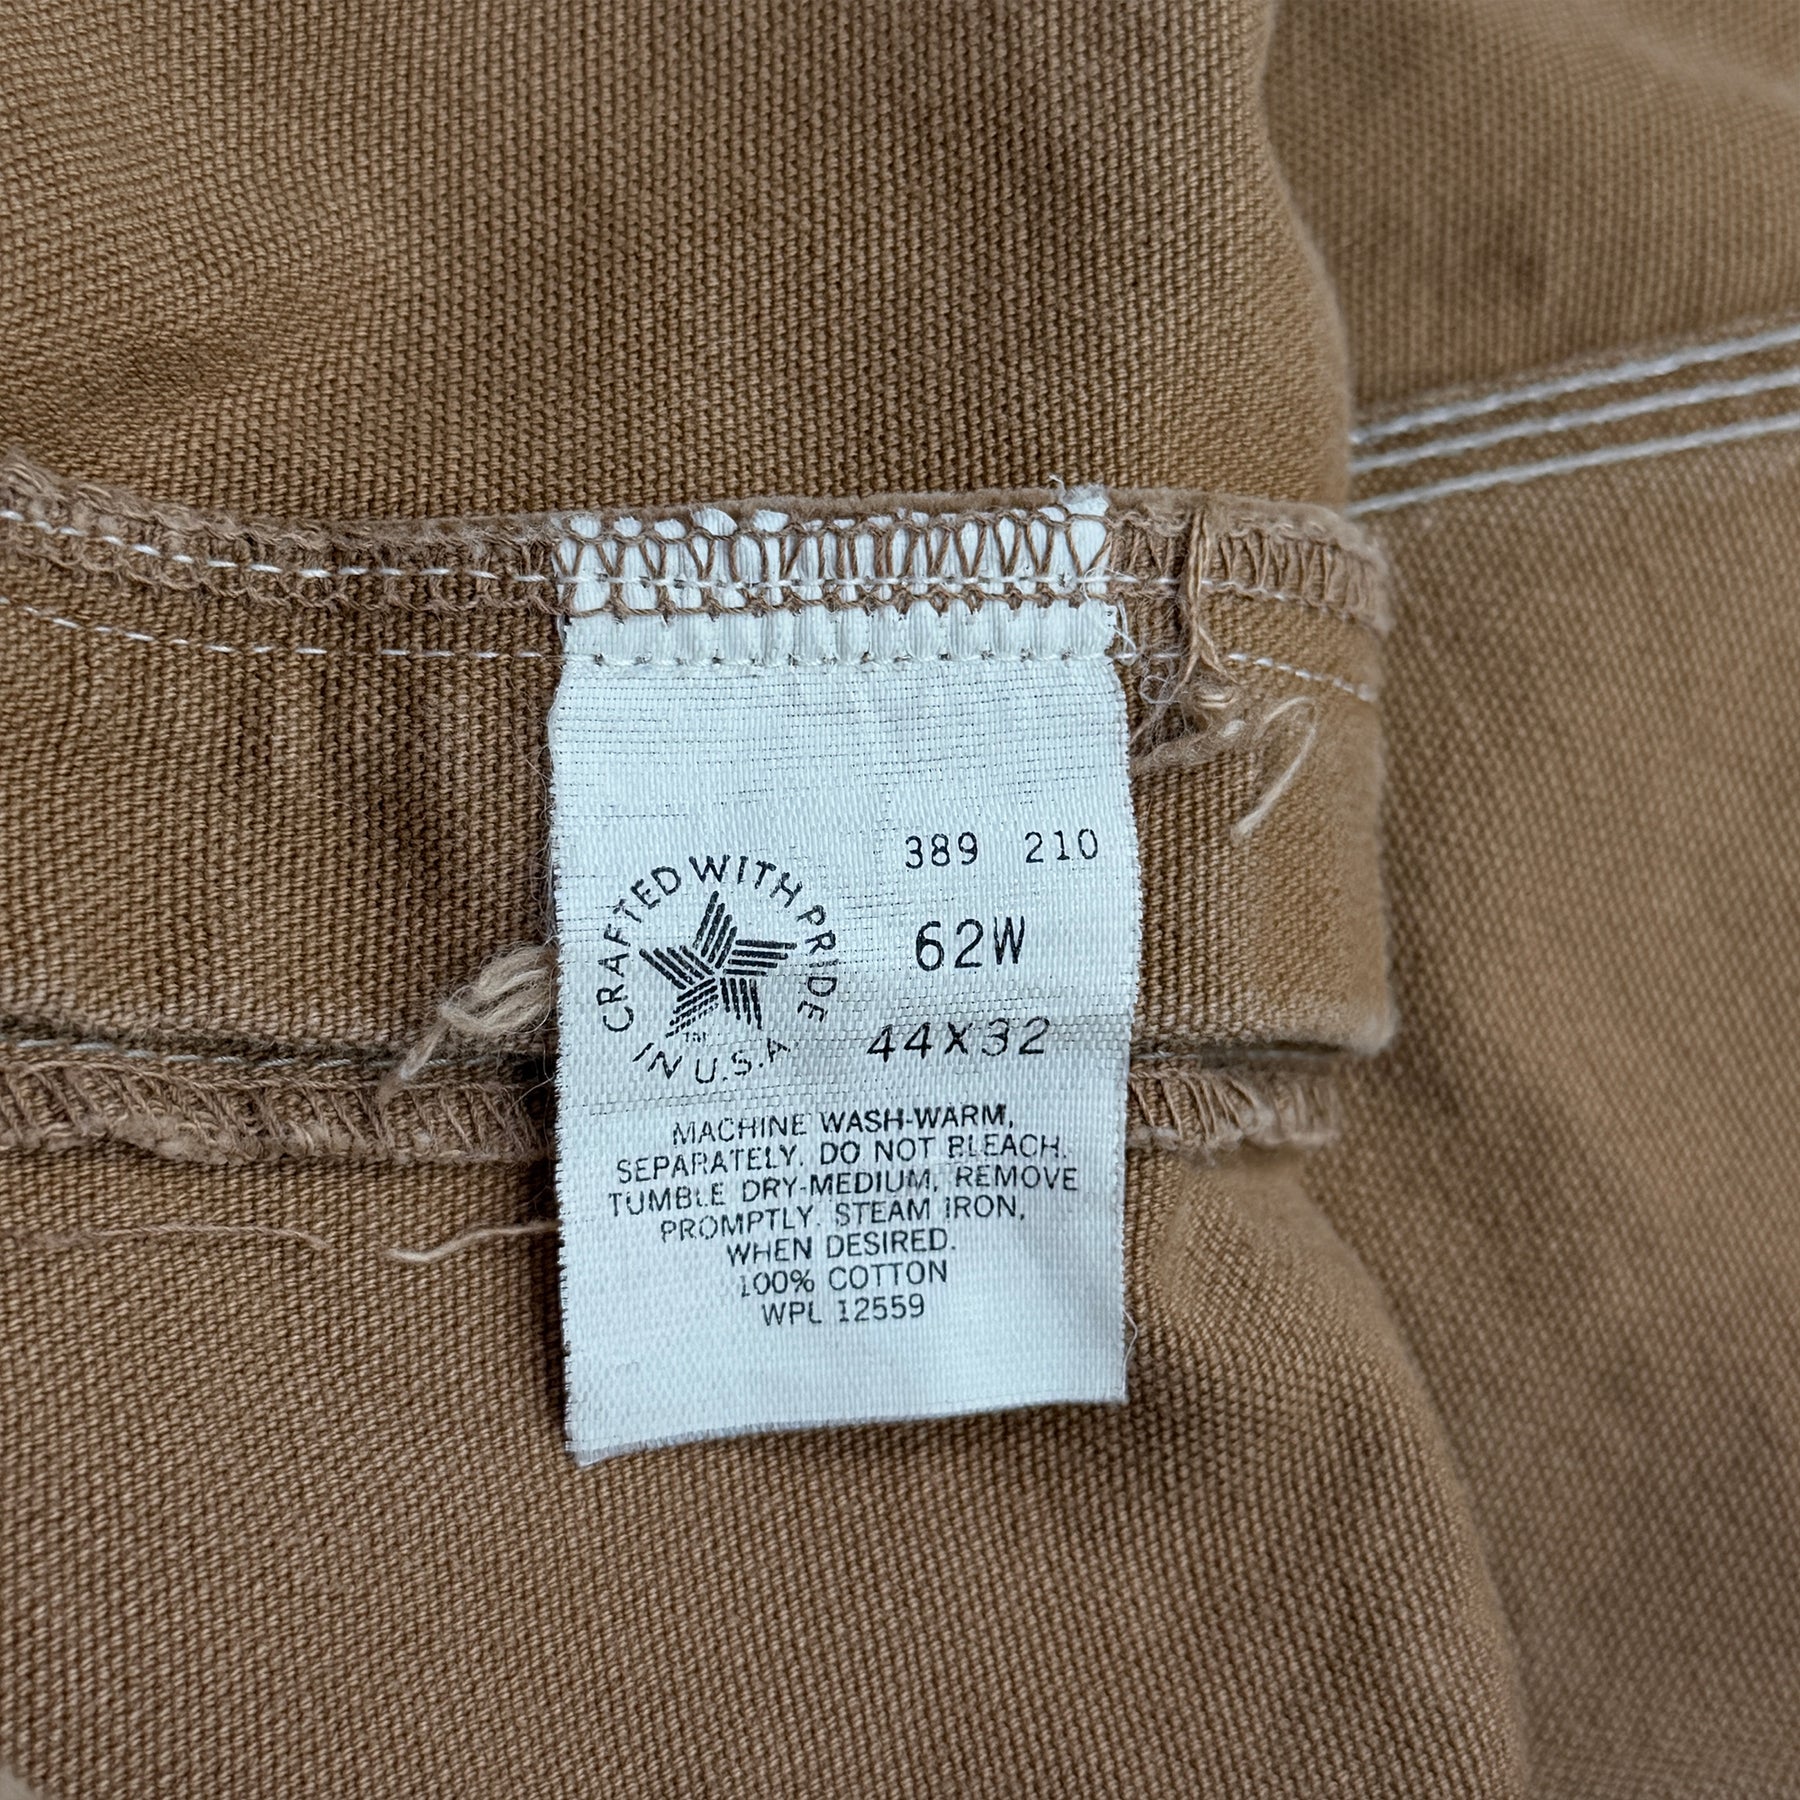 389 210
CRAFTED WITH PRIDE
IN U.S.A.
TM
62W
44X32
MACHINE WASH-WARM,
SEPARATELY. DO NOT BLEACH.
TUMBLE DRY-MEDIUM, REMOVE
PROMPTLY. STEAM IRON,
WHEN DESIRED.
100% COTTON
WPL 12559